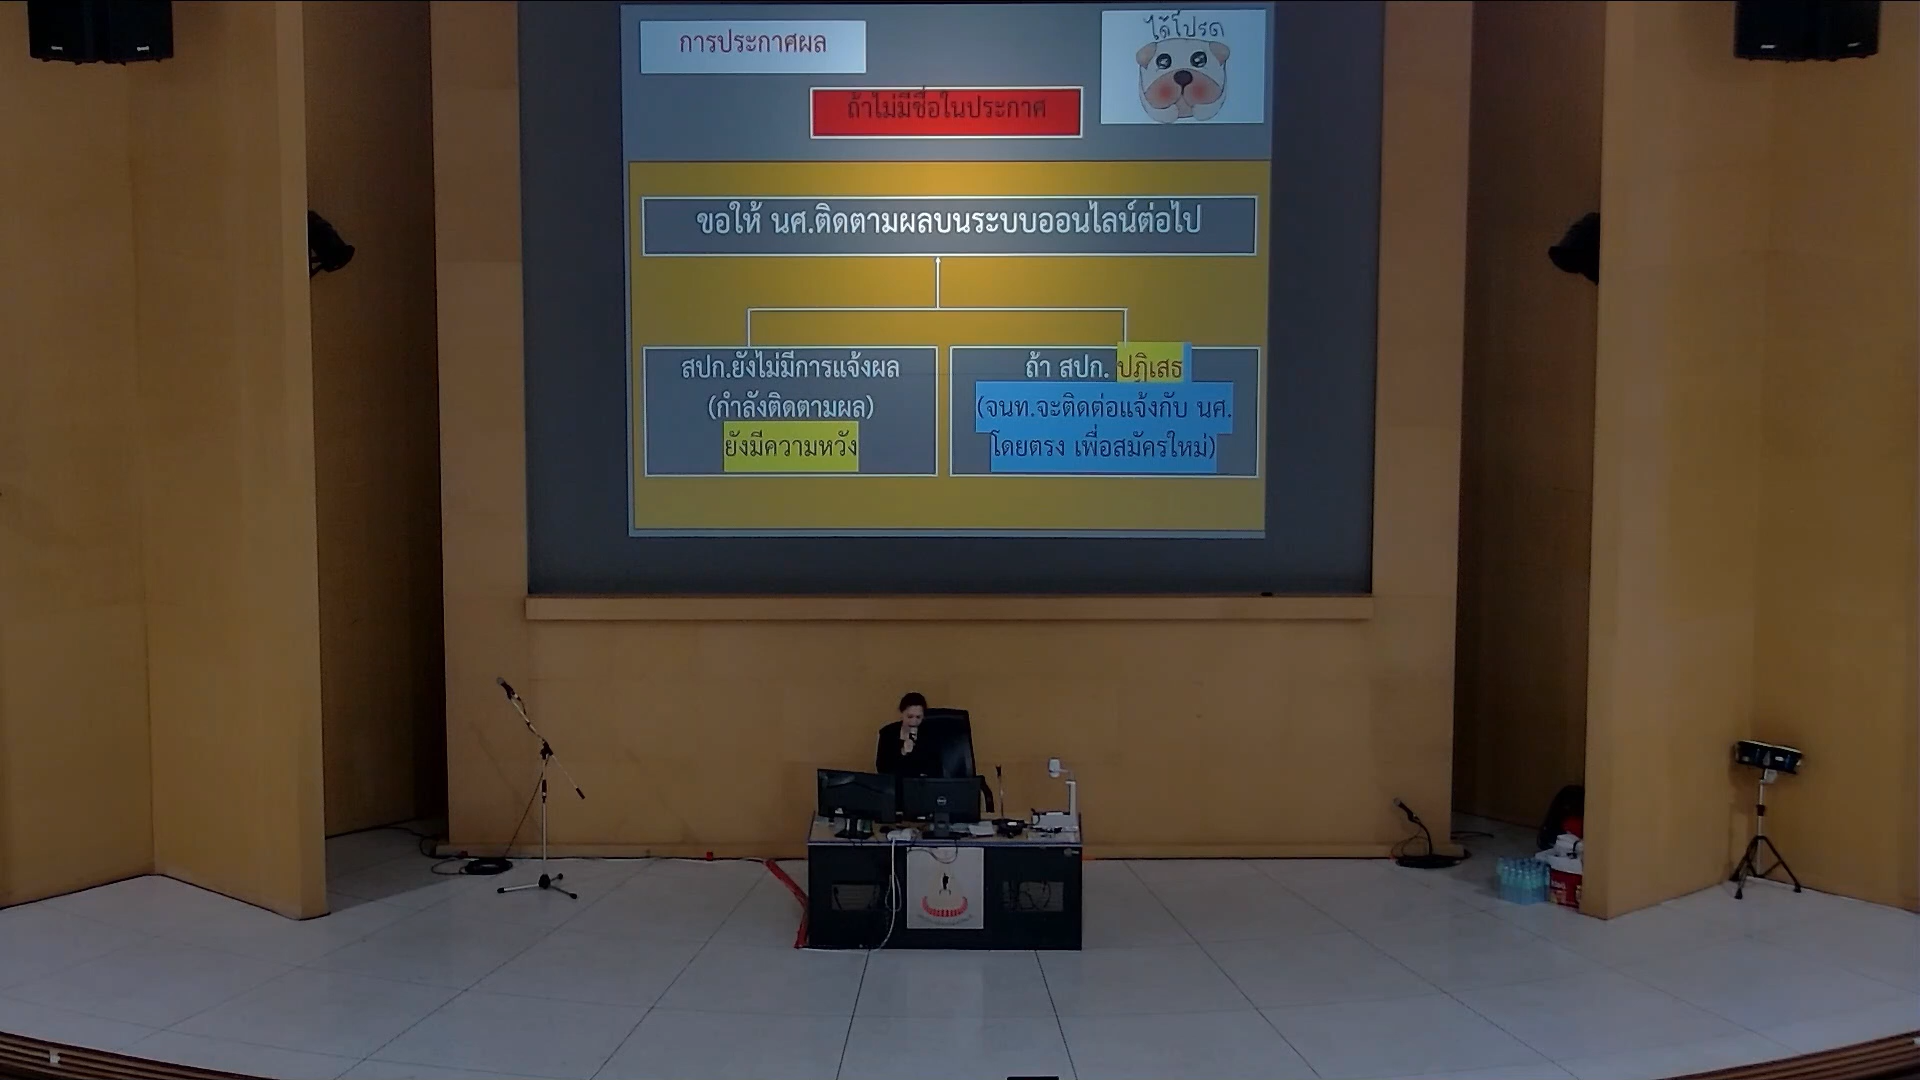 การประกาศผล
ได้โปรด
ถ้าไม่มีชื่อในประกาศ
ขอให้ นศ.ติดตามผลบนระบบออนไลน์ต่อไป
สปก.ยังไม่มีการแจ้งผล
(กำลังติดตามผล)
ยังมีความหวัง
ถ้า สปก. ปฏิเสธ
(จนท.จะติดต่อแจ้งกับ นศ.
โดยตรง เพื่อสมัครใหม่)